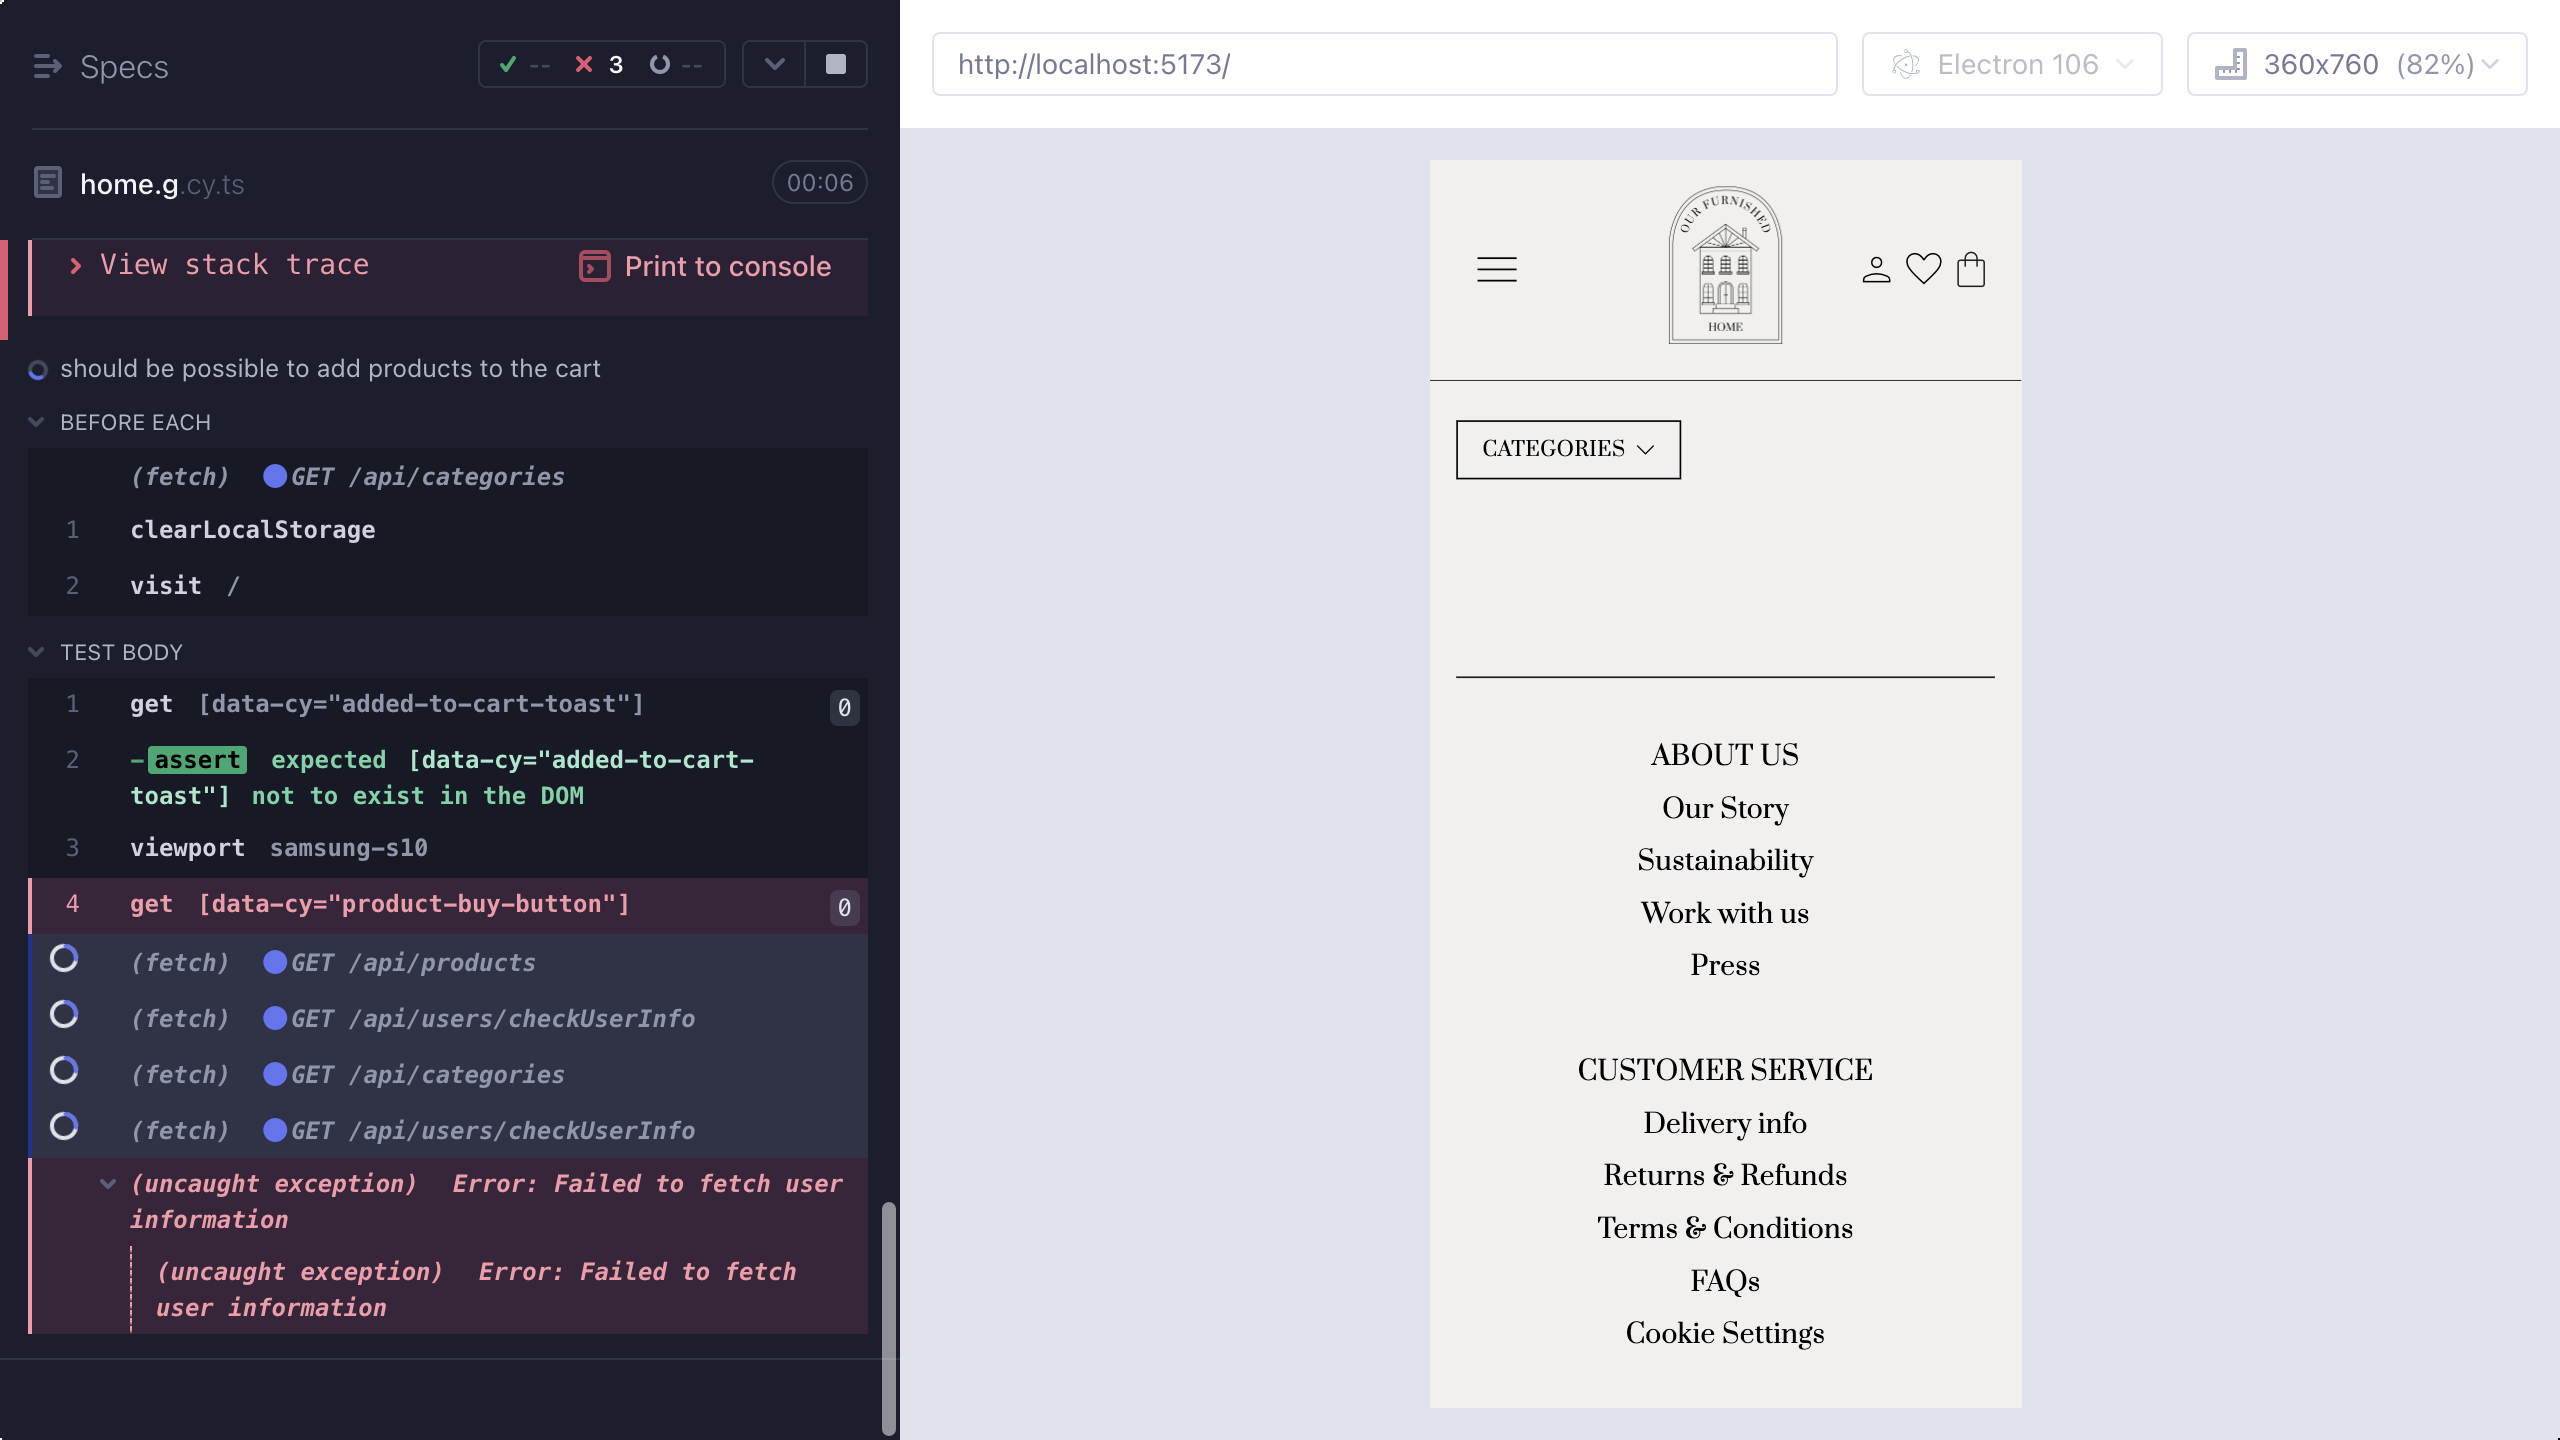 Specs
-- 3 --
home.g.cy.ts
00:06
View stack trace
Print to console
should be possible to add products to the cart
BEFORE EACH
(fetch) GET /api/categories
1 clearLocalStorage
2 visit /
TEST BODY
1 get [data-cy="added-to-cart-toast"] 0
2 -assert expected [data-cy="added-to-cart-
toast"] not to exist in the DOM
3 viewport samsung-s10
4 get [data-cy="product-buy-button"] 0
(fetch) GET /api/products
(fetch) GET /api/users/checkUserInfo
(fetch) GET /api/categories
(fetch) GET /api/users/checkUserInfo
(uncaught exception) Error: Failed to fetch user
information
(uncaught exception) Error: Failed to fetch
user information
http://localhost:5173/
Electron 106
360x760 (82%)
OUR FURNISHED
HOME
CATEGORIES
ABOUT US
Our Story
Sustainability
Work with us
Press
CUSTOMER SERVICE
Delivery info
Returns & Refunds
Terms & Conditions
FAQs
Cookie Settings